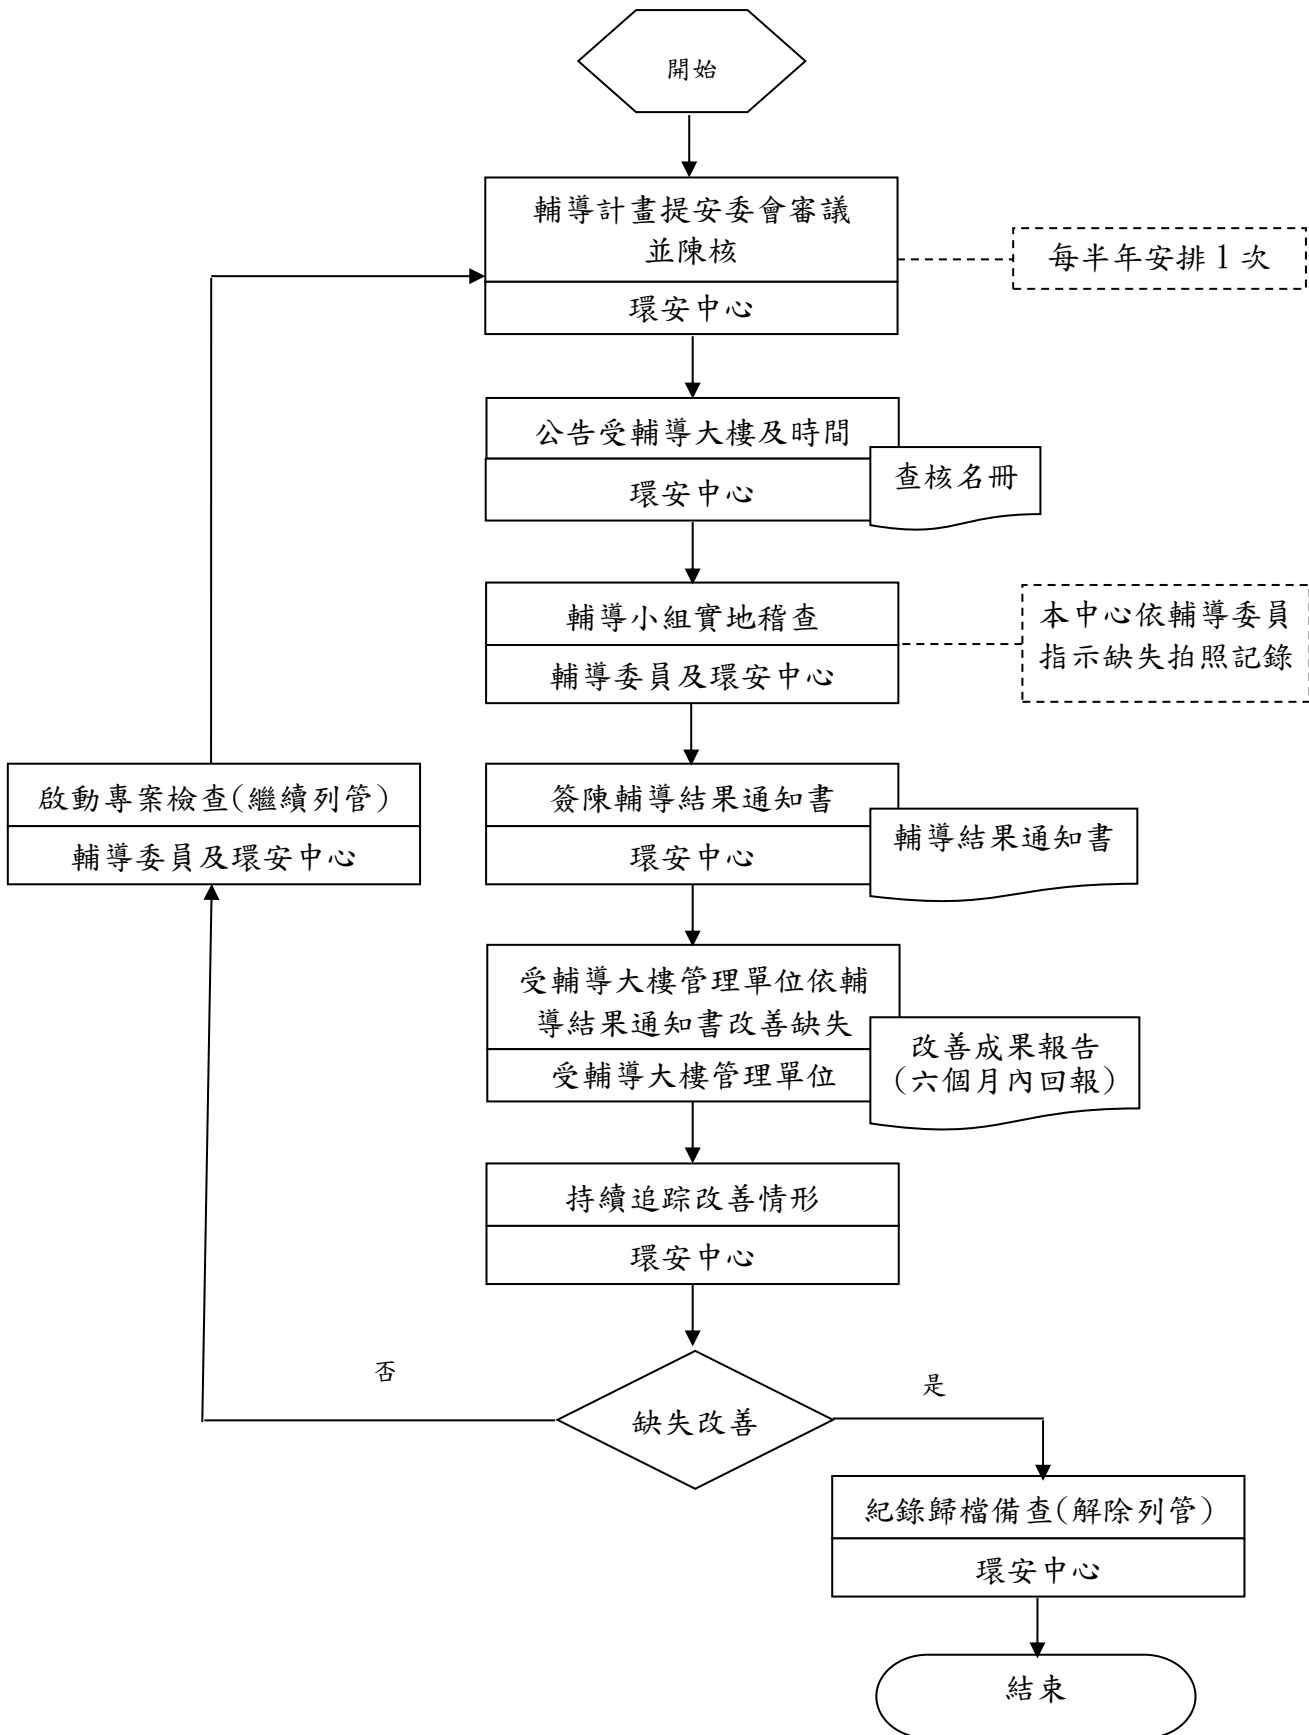 開始
輔導計畫提安委會審議
並陳核
環安中心
每半年安排 1 次
公告受輔導大樓及時間
環安中心
查核名冊
輔導小組實地稽查
輔導委員及環安中心
本中心依輔導委員
指示缺失拍照記錄
啟動專案檢查(繼續列管)
輔導委員及環安中心
簽陳輔導結果通知書
環安中心
輔導結果通知書
受輔導大樓管理單位依輔
導結果通知書改善缺失
受輔導大樓管理單位
改善成果報告
(六個月內回報)
持續追踪改善情形
環安中心
否
是
缺失改善
紀錄歸檔備查(解除列管)
環安中心
結束